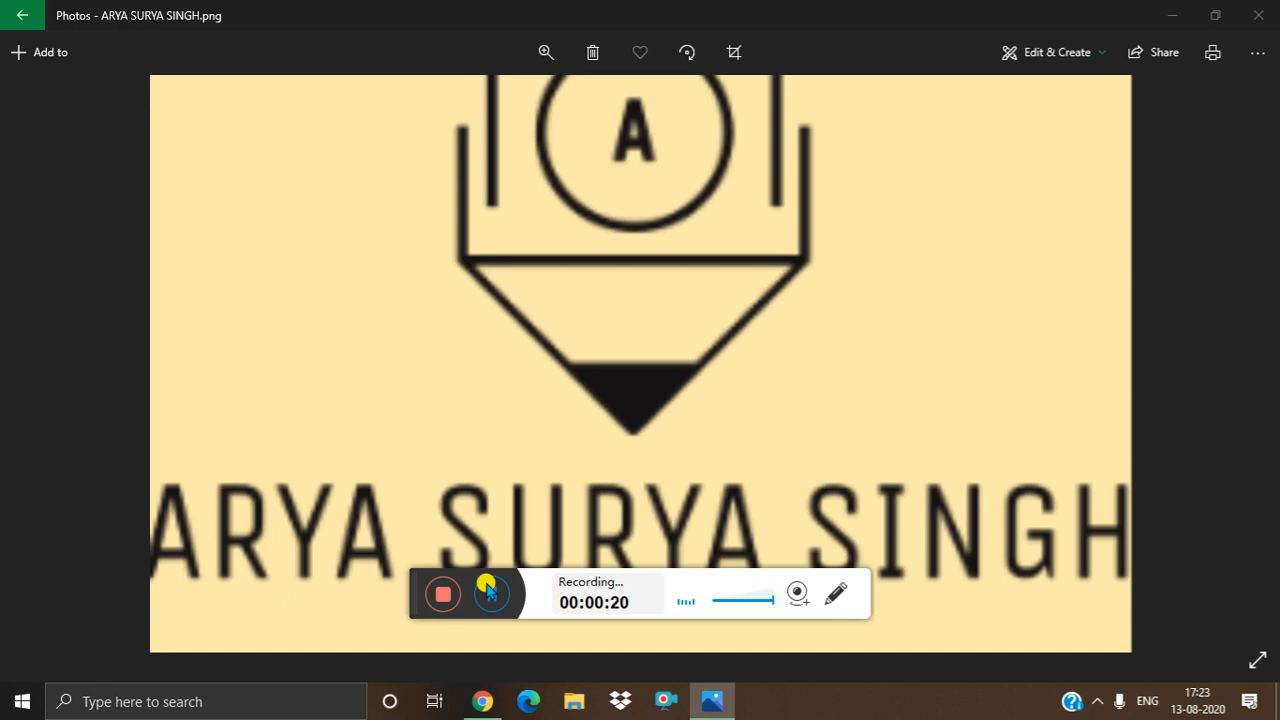 Photos - ARYA SURYA SINGH.png
Add to
Edit & Create
Share
A
ARYA SURYA SINGH
Recording...
00:00:20
Type here to search
ENG
17:23
13-08-2020